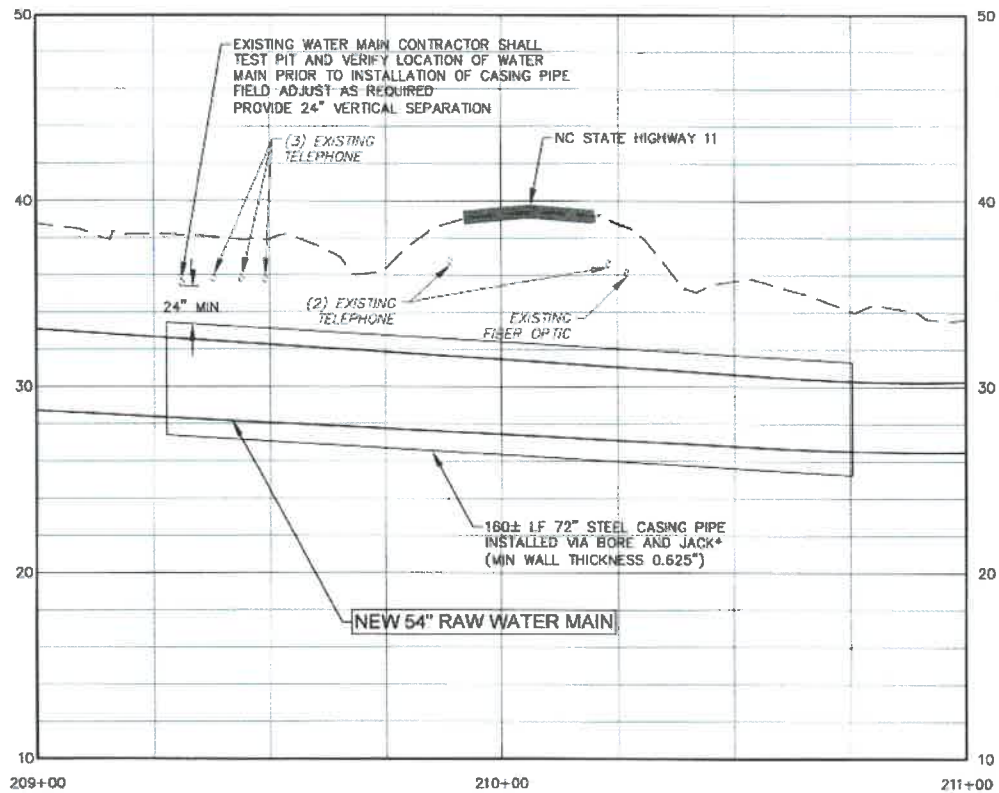 50
50
EXISTING WATER MAIN CONTRACTOR SHALL
TEST PIT AND VERIFY LOCATION OF WATER
MAIN PRIOR TO INSTALLATION OF CASING PIPE
FIELD ADJUST AS REQUIRED
PROVIDE 24" VERTICAL SEPARATION
(3) EXISTING
TELEPHONE
NC STATE HIGHWAY 11
40
40
24" MIN
(2) EXISTING
TELEPHONE
EXISTING
FIBER OPTIC
30
30
160± LF 72" STEEL CASING PIPE
INSTALLED VIA BORE AND JACK*
(MIN WALL THICKNESS 0.625")
20
20
NEW 54" RAW WATER MAIN
10
10
209+00
210+00
211+00